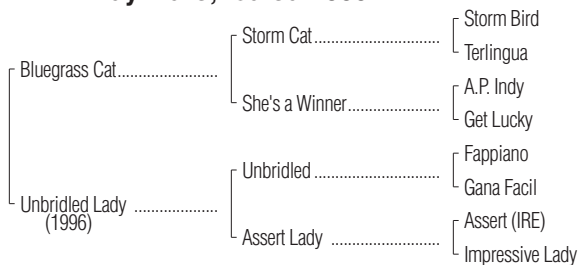 Storm Bird
Storm Cat
Terlingua
Bluegrass Cat
A.P. Indy
She's a Winner
Get Lucky
Fappiano
Unbridled
Gana Facil
Unbridled Lady
(1996)
Assert (IRE)
Assert Lady
Impressive Lady